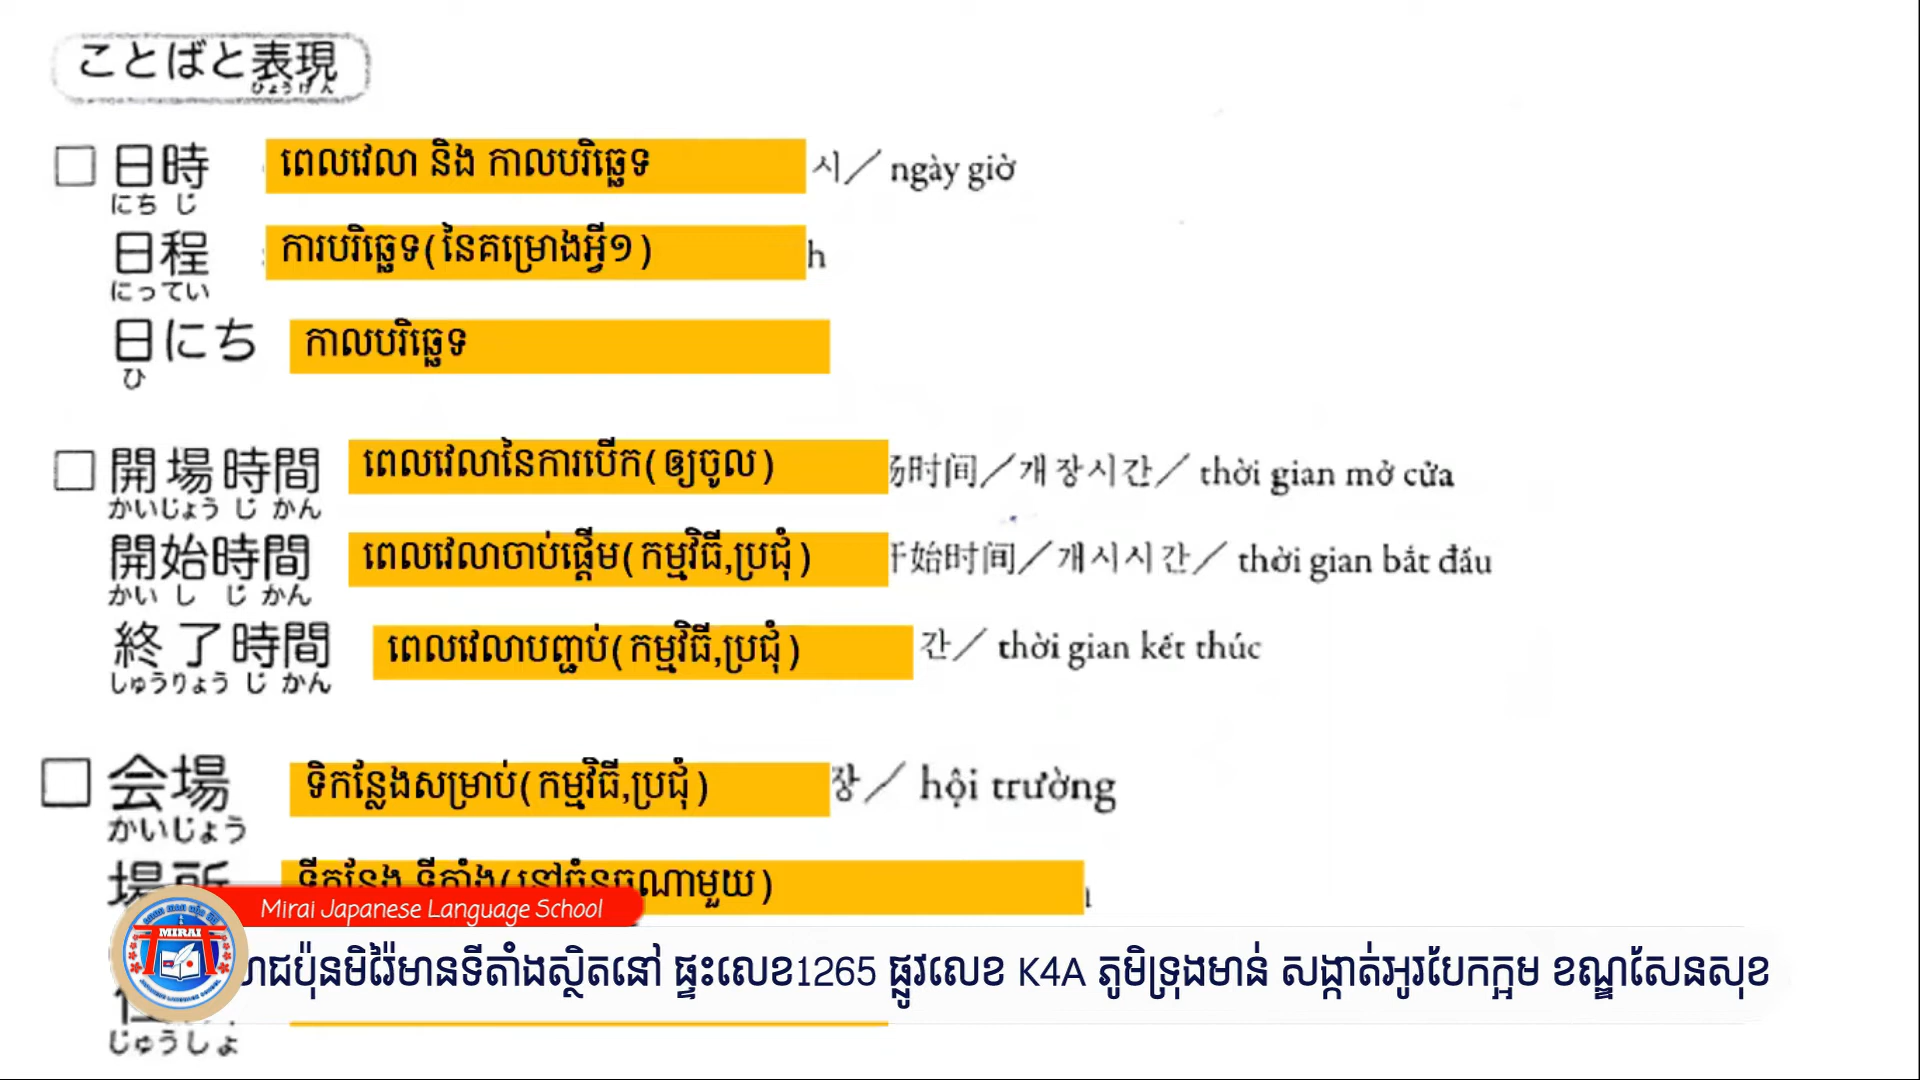 ことばと表現
ひょうげん
日時 ពេលវេលា និង កាលបរិច្ឆេទ 시／ ngày giờ
にち じ
日程 ការបរិច្ឆេទ(នៃគម្រោងអ្វី១) h
にってい
日にち កាលបរិច្ឆេទ
ひ
開場時間 ពេលវេលានៃការបើក(ឲ្យចូល) 场时间／개장시간／ thời gian mở cửa
かいじょう じ かん
開始時間 ពេលវេលាចាប់ផ្ដើម(កម្មវិធី,ប្រជុំ) 开始时间／개시시간／ thời gian bắt đầu
かい し じ かん
終了時間 ពេលវេលាបញ្ចប់(កម្មវិធី,ប្រជុំ) 간／ thời gian kết thúc
しゅうりょう じ かん
会場 ទិកន្លែងសម្រាប់(កម្មវិធី,ប្រជុំ) 장／ hội trường
かいじょう
場所
Mirai Japanese Language School
MIRAI
ជប៉ុនមិរ៉ៃមានទីតាំងស្ថិតនៅ ផ្ទះលេខ1265 ផ្លូវលេខ K4A ភូមិទ្រុងមាន់ សង្កាត់អូរបែកក្អម ខណ្ឌសែនសុខ
じゅうしょ